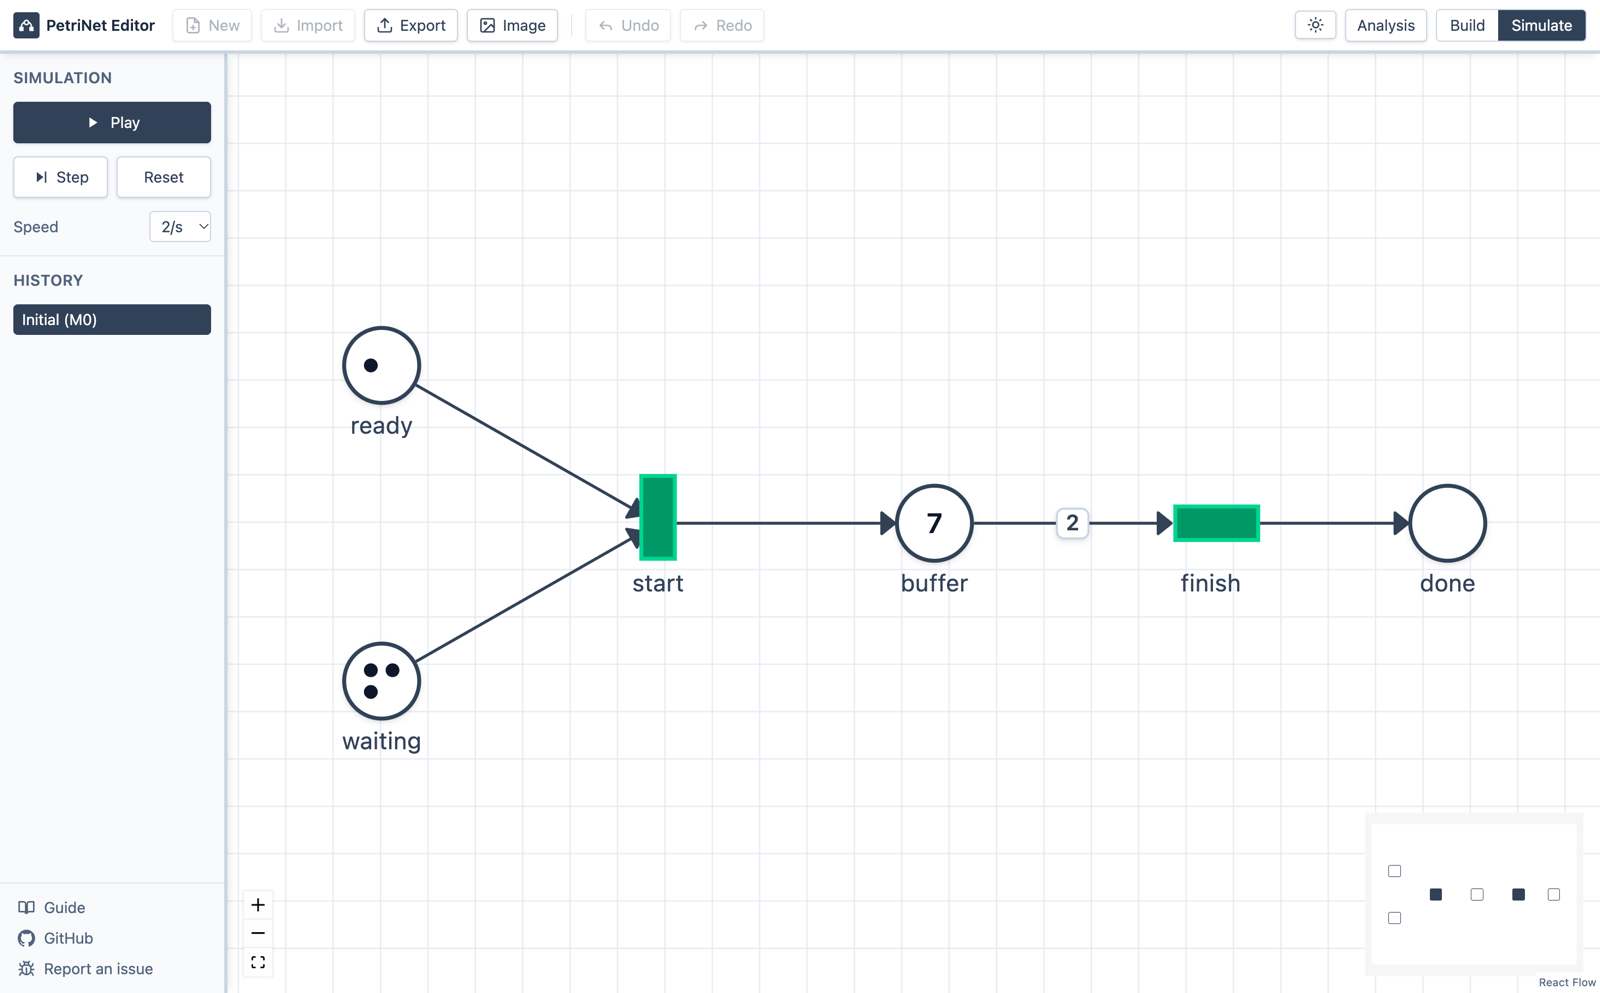 PetriNet Editor
New
Import
Export
Image
Undo
Redo
Analysis
Build
Simulate
SIMULATION
Play
Step
Reset
Speed
2/s
HISTORY
Initial (M0)
ready
waiting
start
7
buffer
2
finish
done
Guide
GitHub
Report an issue
React Flow